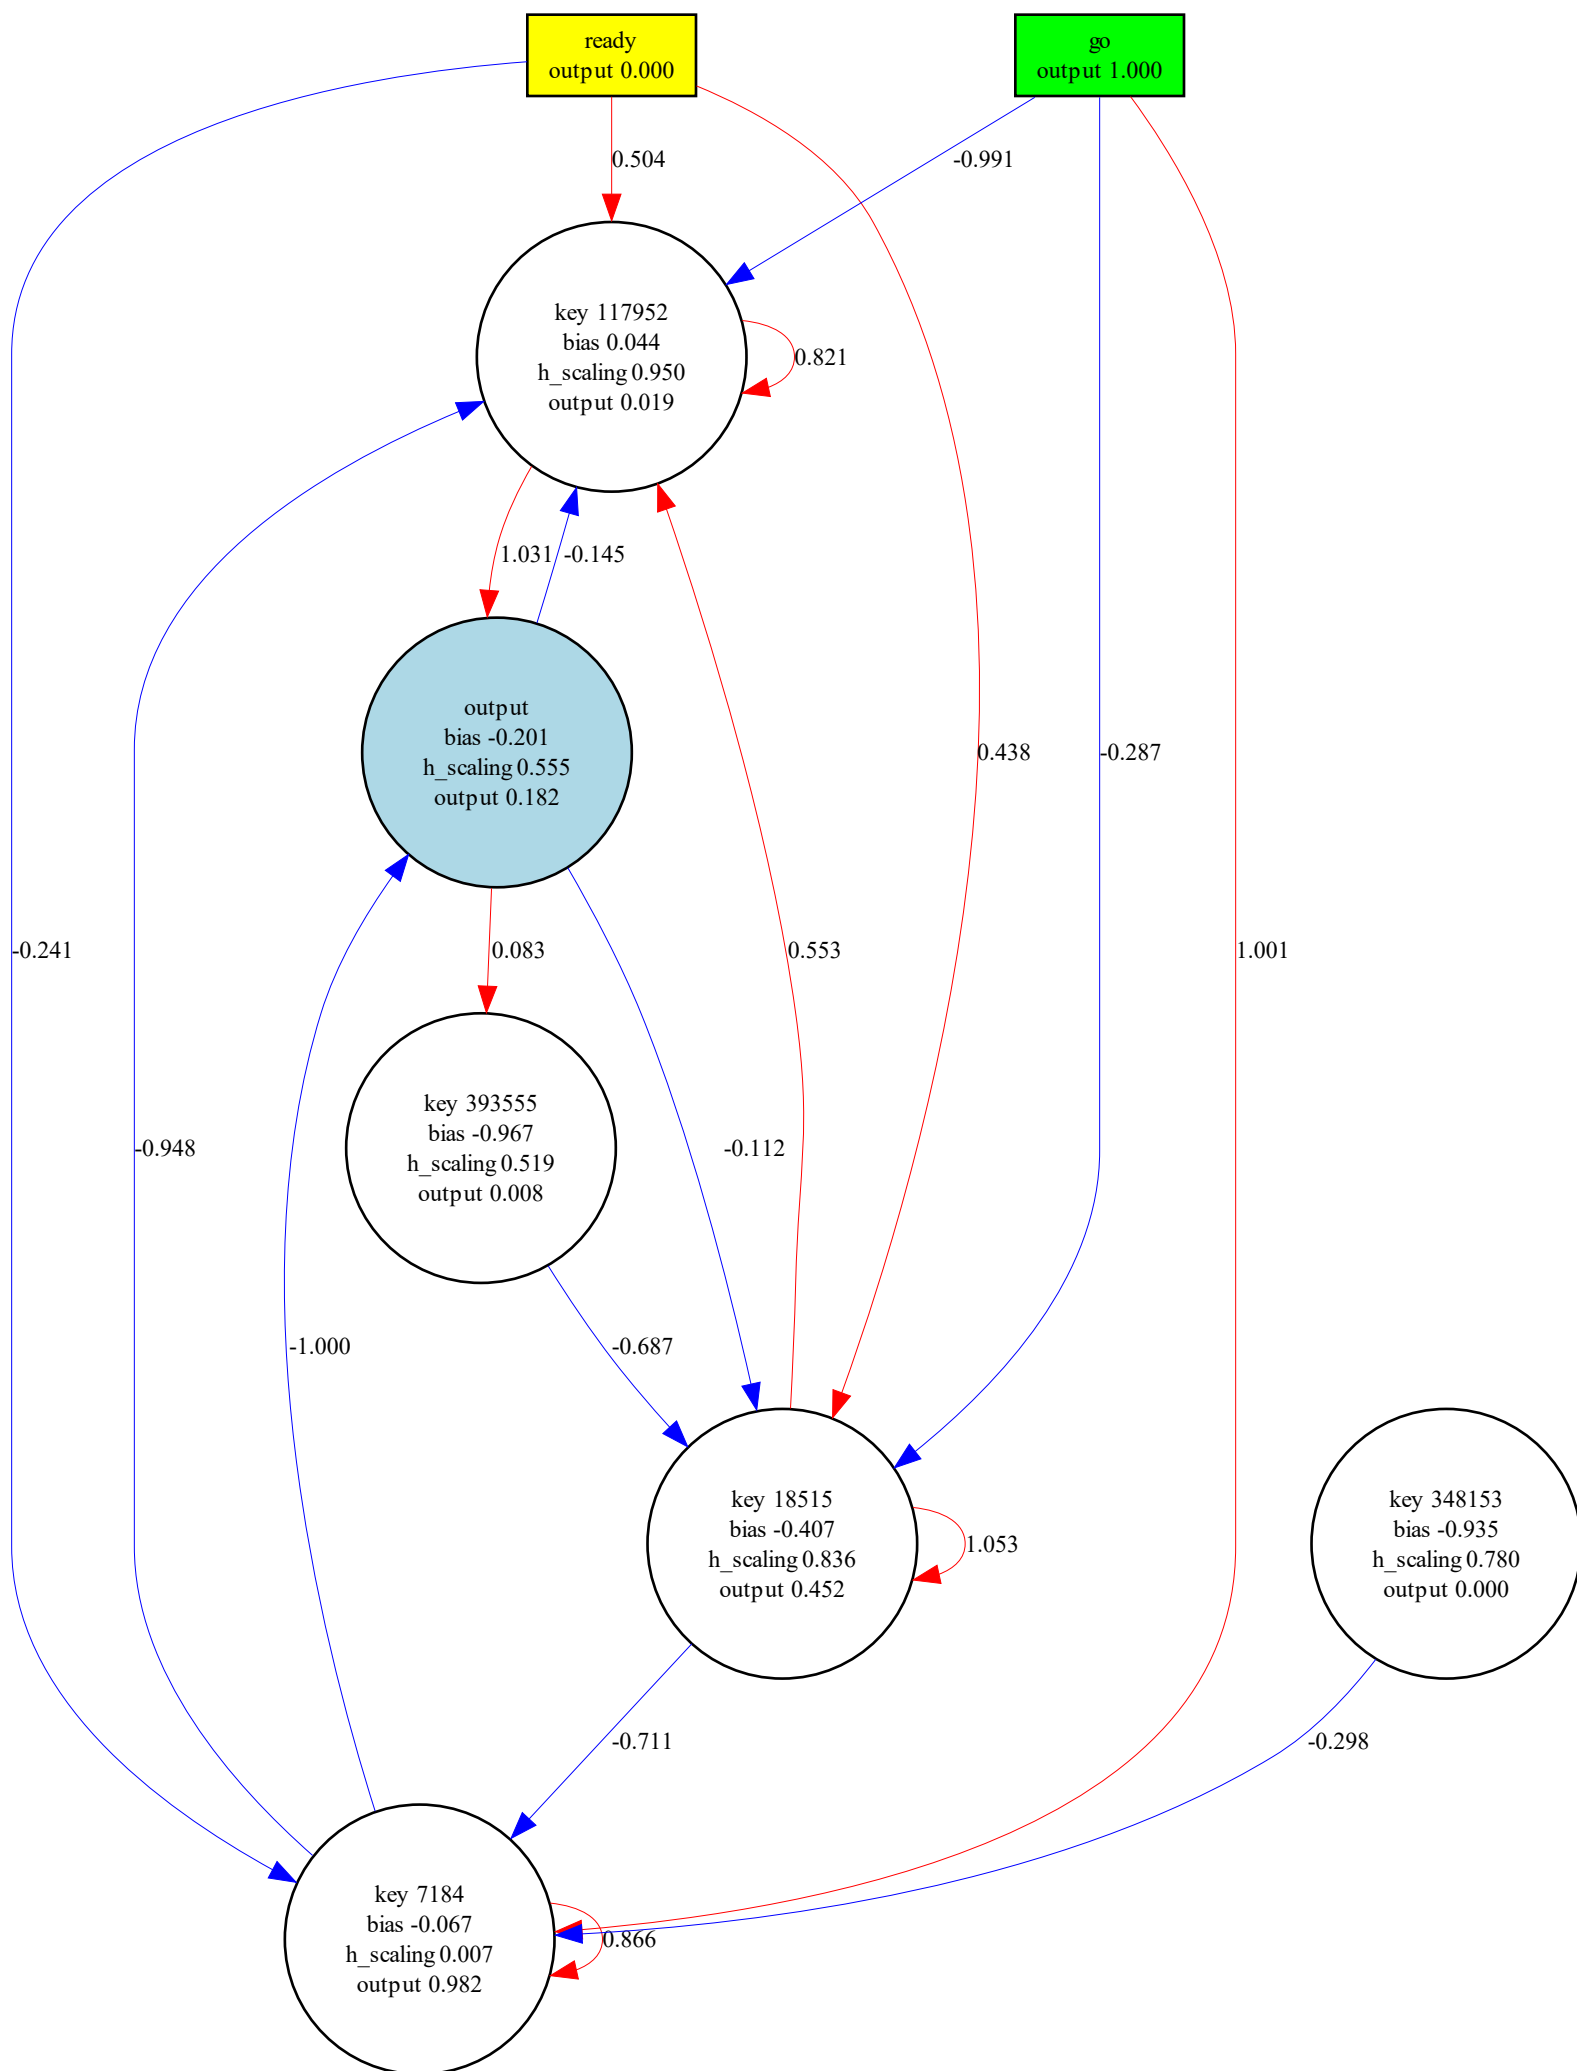 ready
output 0.000
go
output 1.000
0.504
-0.991
key 117952
bias 0.044
h_scaling 0.950
output 0.019
0.821
1.031
-0.145
output
bias -0.201
h_scaling 0.555
output 0.182
0.438
-0.287
-0.241
0.083
0.553
1.001
key 393555
bias -0.967
h_scaling 0.519
output 0.008
-0.948
-0.112
-1.000
-0.687
key 18515
bias -0.407
h_scaling 0.836
output 0.452
1.053
key 348153
bias -0.935
h_scaling 0.780
output 0.000
-0.711
-0.298
key 7184
bias -0.067
h_scaling 0.007
output 0.982
0.866